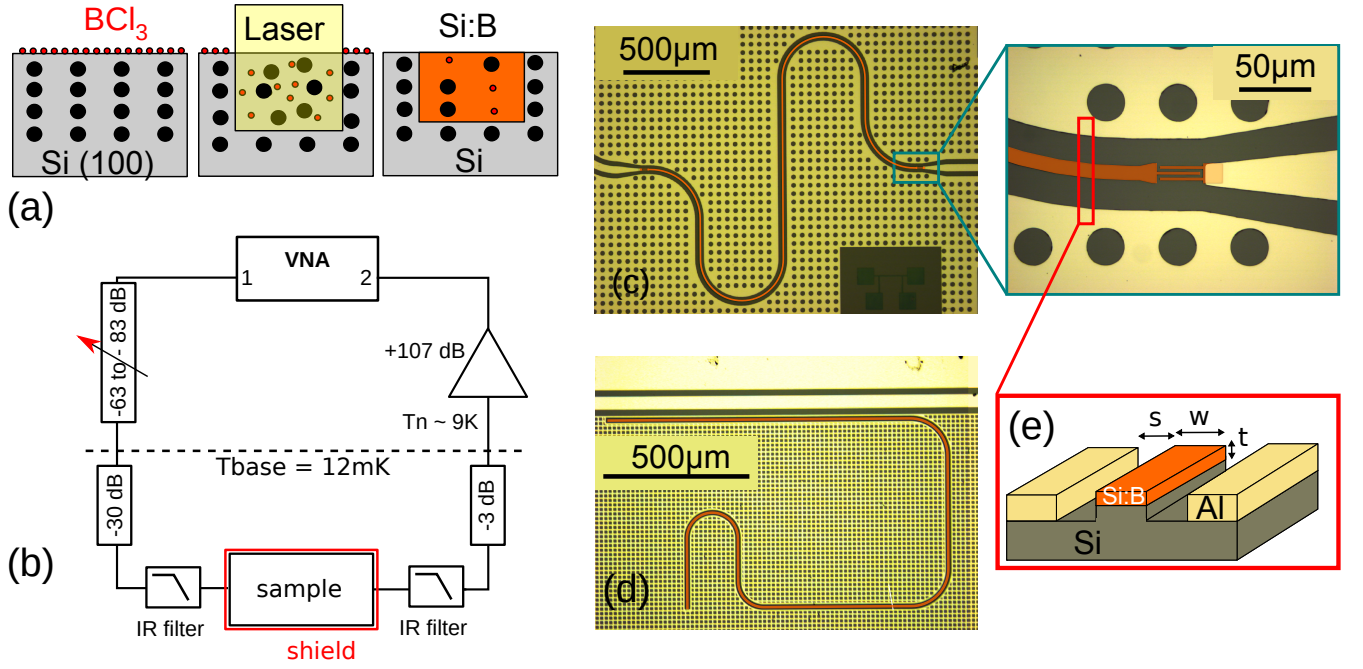 BCl3
Laser
Si:B
Si (100)
Si
(a)
VNA
1
2
-63 to - 83 dB
+107 dB
Tn ~ 9K
Tbase = 12mK
-30 dB
-3 dB
(b)
sample
IR filter
IR filter
shield
500μm
(c)
50μm
500μm
(d)
(e)
s
w
t
Si:B
Al
Si